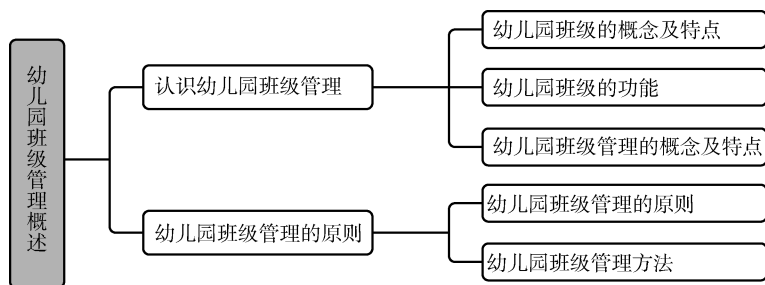 幼儿园班级管理概述
认识幼儿园班级管理
幼儿园班级的概念及特点
幼儿园班级的功能
幼儿园班级管理的概念及特点
幼儿园班级管理的原则
幼儿园班级管理的原则
幼儿园班级管理方法